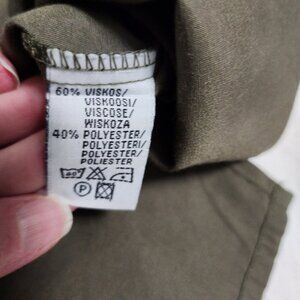 60% VISKOS/
VISKOOSI/
VISCOSE/
WISKOZA
40% POLYESTER/
POLYESTERI/
POLYESTER/
POLIESTER
P